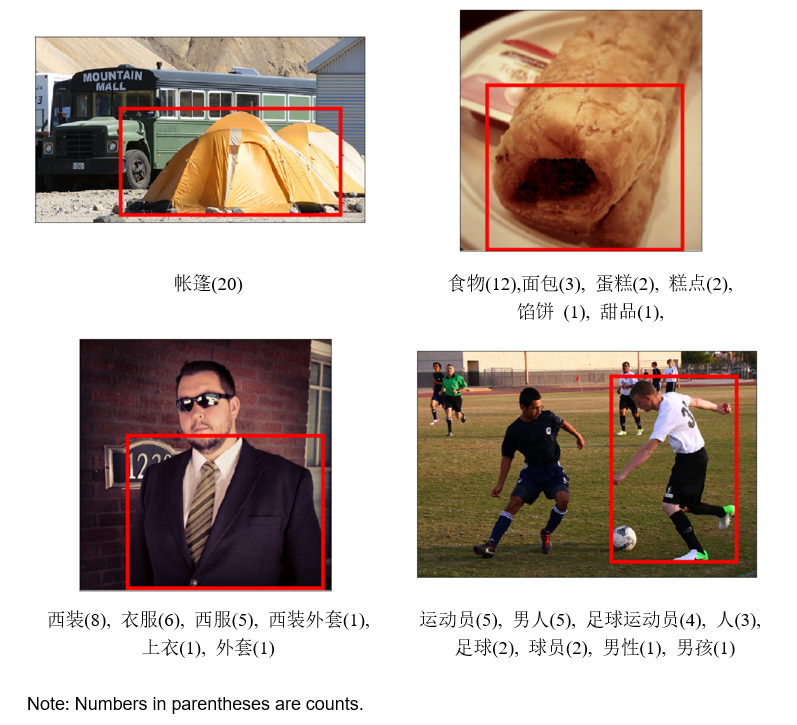 MOUNTAIN
MALL
帐篷(20)
食物(12),面包(3), 蛋糕(2), 糕点(2),
馅饼 (1), 甜品(1),
西装(8), 衣服(6), 西服(5), 西装外套(1),
上衣(1), 外套(1)
运动员(5), 男人(5), 足球运动员(4), 人(3),
足球(2), 球员(2), 男性(1), 男孩(1)
Note: Numbers in parentheses are counts.